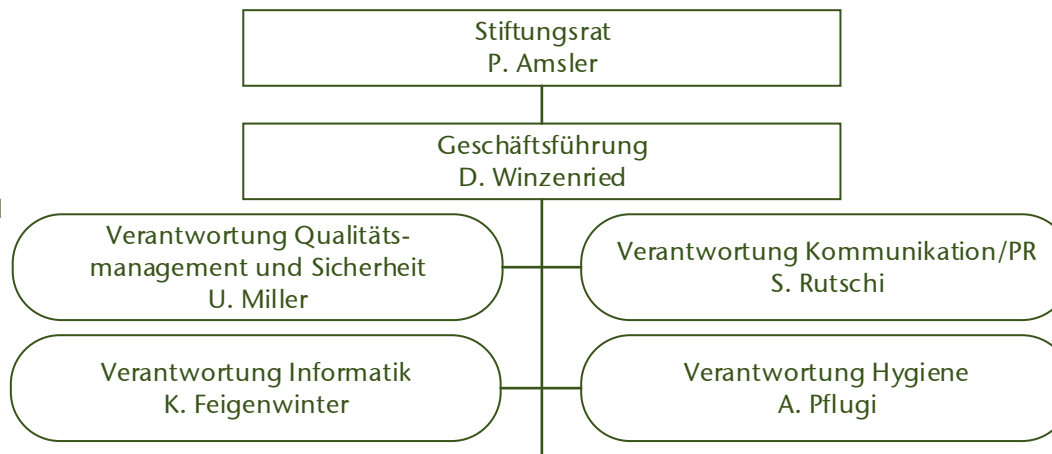 Stiftungsrat
P. Amsler
Geschäftsführung
D. Winzenried
Verantwortung Qualitäts-
management und Sicherheit
U. Miller
Verantwortung Kommunikation/PR
S. Rutschi
Verantwortung Informatik
K. Feigenwinter
Verantwortung Hygiene
A. Pflugi